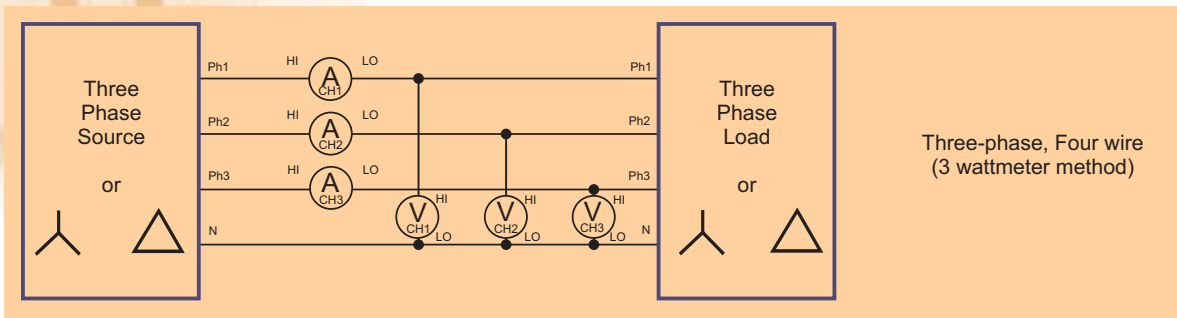 Three
Phase
Source
or
Ph1
HI
A
CH1
LO
Ph1
Ph2
HI
A
CH2
LO
Ph2
Ph3
HI
A
CH3
LO
Ph3
N
V
CH1
HI
LO
V
CH2
HI
LO
V
CH3
HI
LO
N
Three
Phase
Load
or
Three-phase, Four wire
(3 wattmeter method)